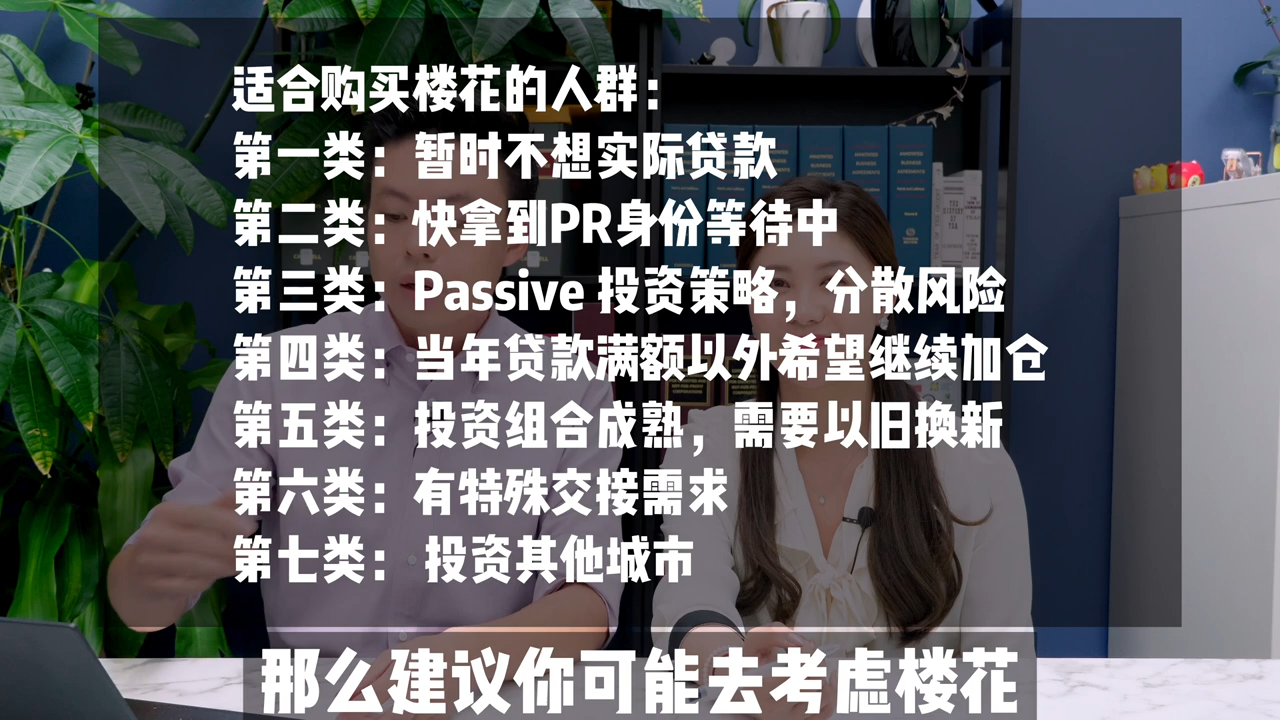 适合购买楼花的人群：
第一类：暂时不想实际贷款
第二类：快拿到PR身份等待中
第三类：Passive 投资策略，分散风险
第四类：当年贷款满额以外希望继续加仓
第五类：投资组合成熟，需要以旧换新
第六类：有特殊交接需求
第七类： 投资其他城市
那么建议你可能去考虑楼花